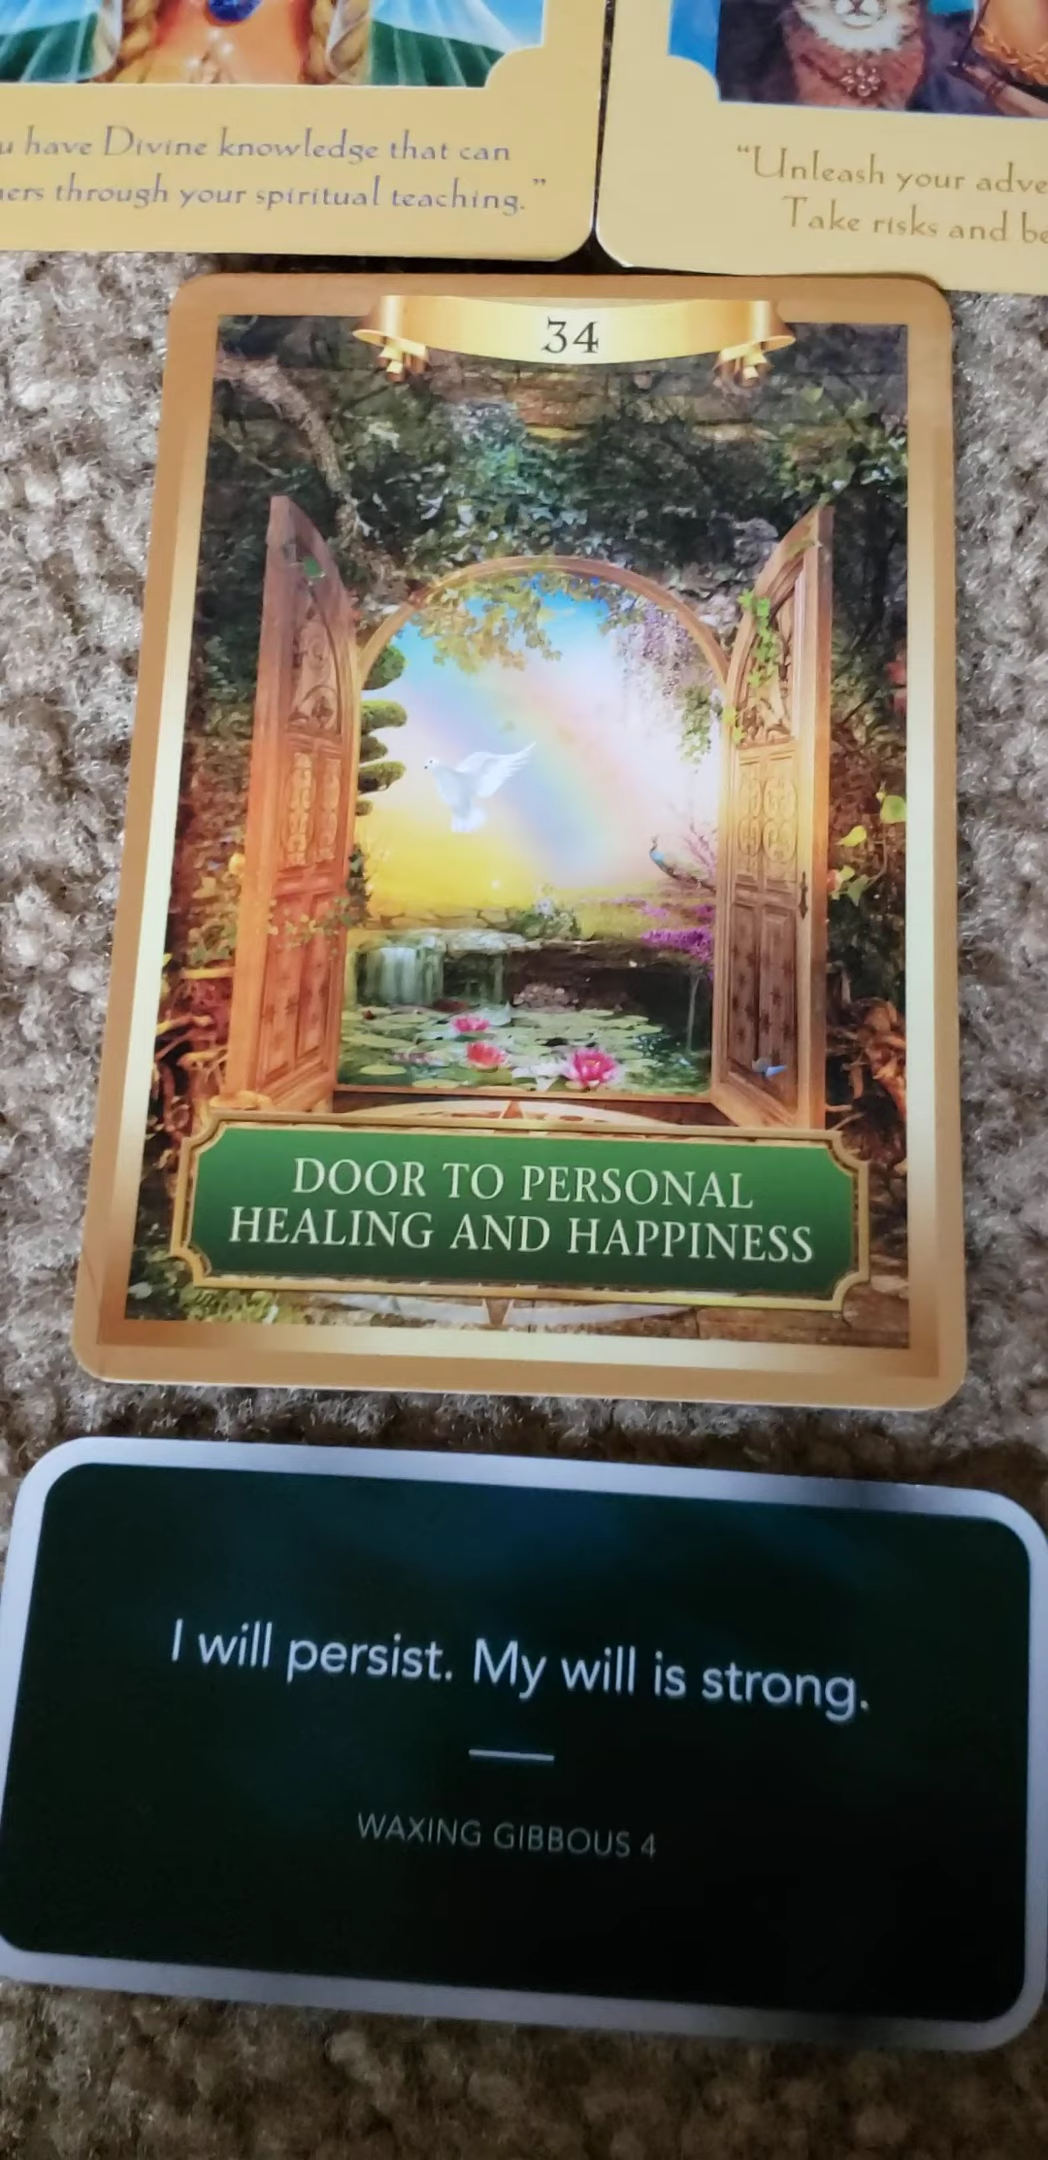 have Divine knowledge that can
through your spiritual teaching."
"Unleash your
Take risks and
34
DOOR TO PERSONAL
HEALING AND HAPPINESS
I will persist. My will is strong.
WAXING GIBBOUS 4